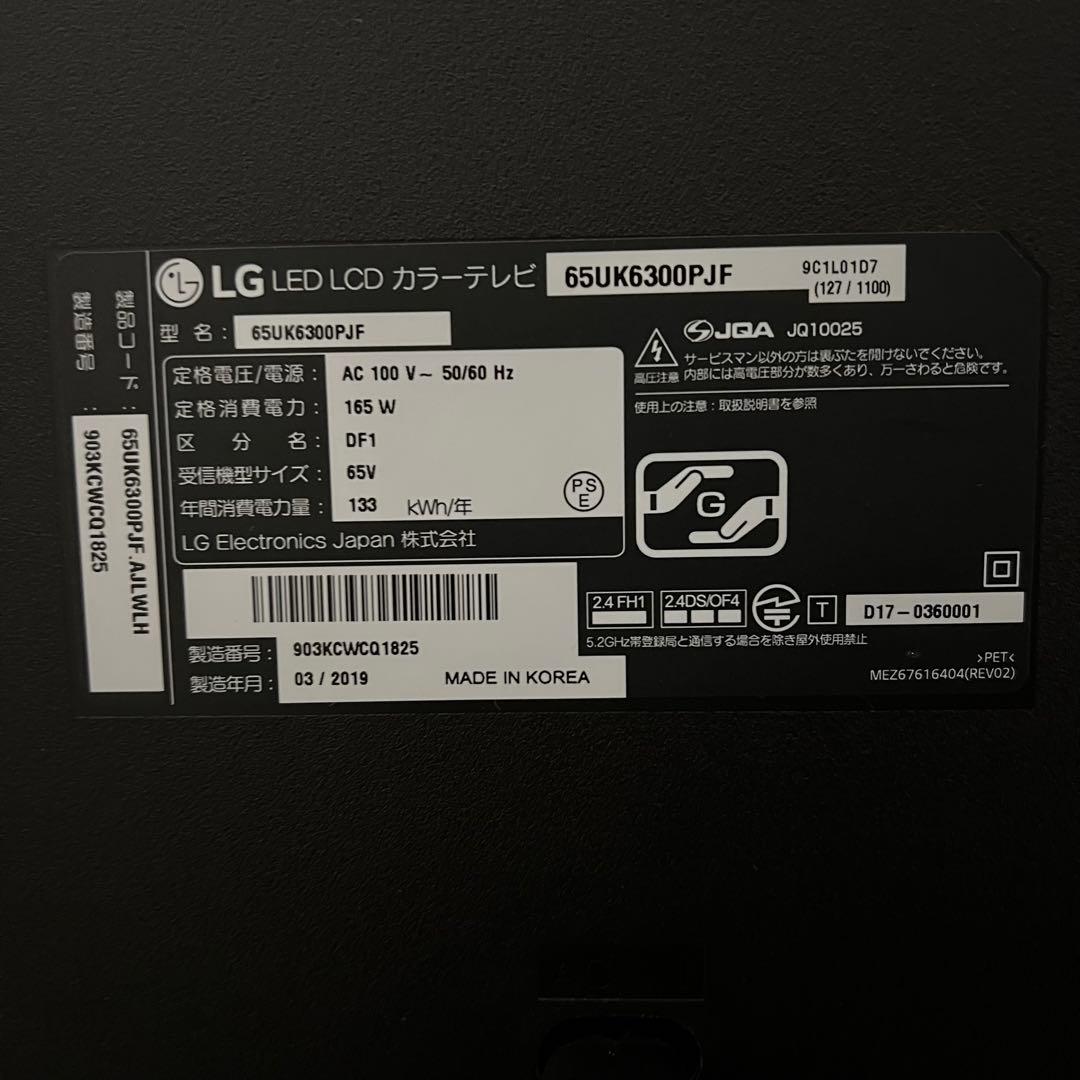 LG LED LCD カラーテレビ 65UK6300PJF 9C1L01D7
(127 / 1100)
型 名 : 65UK6300PJF
定格電圧/電源 : AC 100 V~ 50/60 Hz
定格消費電力 : 165 W
区 分 名 : DF1
受信機型サイズ : 65V
年間消費電力量 : 133 kWh/年
PS
E
LG Electronics Japan 株式会社
製造番号 : 903KCWCQ1825
製造年月 : 03 / 2019 MADE IN KOREA
JQA JQ10025
高圧注意
サービスマン以外の方は裏ぶたを開けないでください。
内部には高電圧部分が数多くあり、万一さわると危険です。
使用上の注意 : 取扱説明書を参照
G
2.4 FH1 2.4DS/OF4 T D17-0360001
5.2GHz帯登録局と通信する場合を除き屋外使用禁止
>PET<
MEZ67616404(REV02)
製品コード : 65UK6300PJF.AJLWLH
製造番号 : 903KCWCQ1825